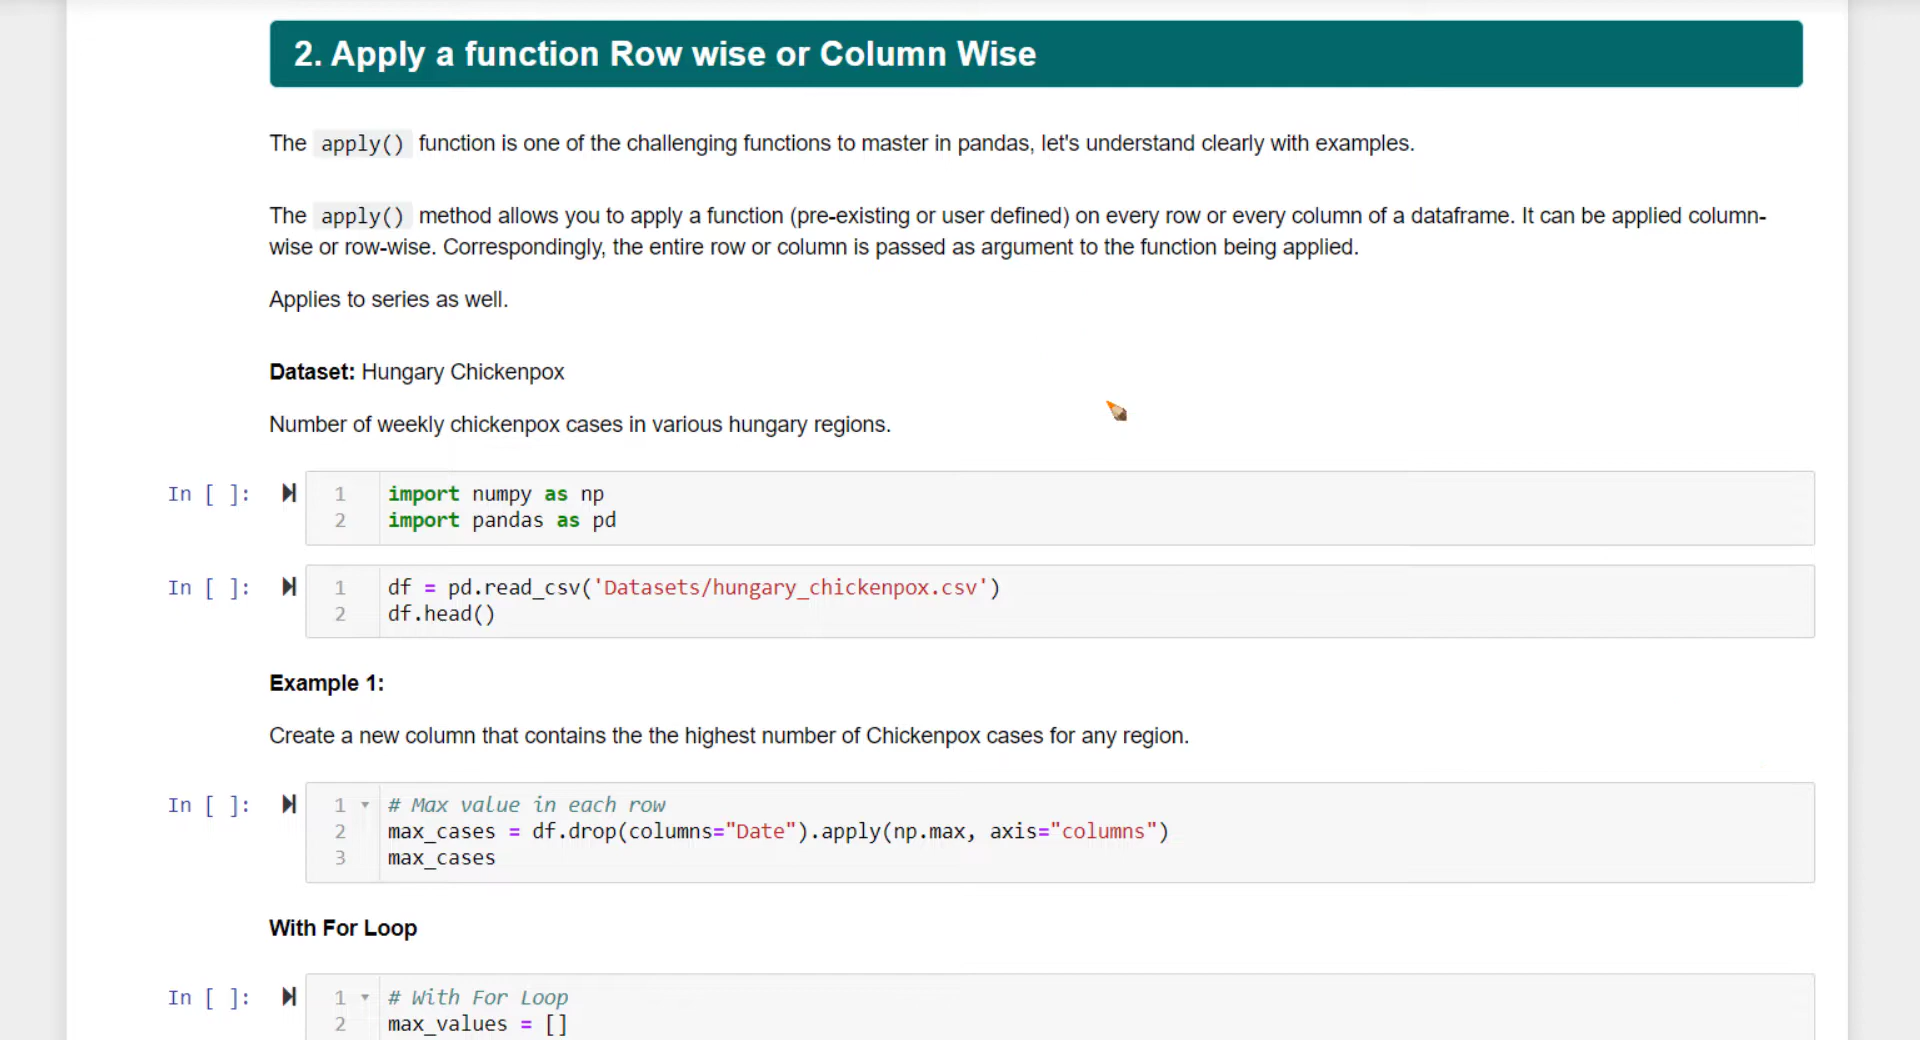 2. Apply a function Row wise or Column Wise
The apply() function is one of the challenging functions to master in pandas, let's understand clearly with examples.
The apply() method allows you to apply a function (pre-existing or user defined) on every row or every column of a dataframe. It can be applied column-
wise or row-wise. Correspondingly, the entire row or column is passed as argument to the function being applied.
Applies to series as well.
Dataset: Hungary Chickenpox
Number of weekly chickenpox cases in various hungary regions.
In [ ]: 1 import numpy as np
2 import pandas as pd
In [ ]: 1 df = pd.read_csv('Datasets/hungary_chickenpox.csv')
2 df.head()
Example 1:
Create a new column that contains the the highest number of Chickenpox cases for any region.
In [ ]: 1 # Max value in each row
2 max_cases = df.drop(columns="Date").apply(np.max, axis="columns")
3 max_cases
With For Loop
In [ ]: 1 # With For Loop
2 max_values = []